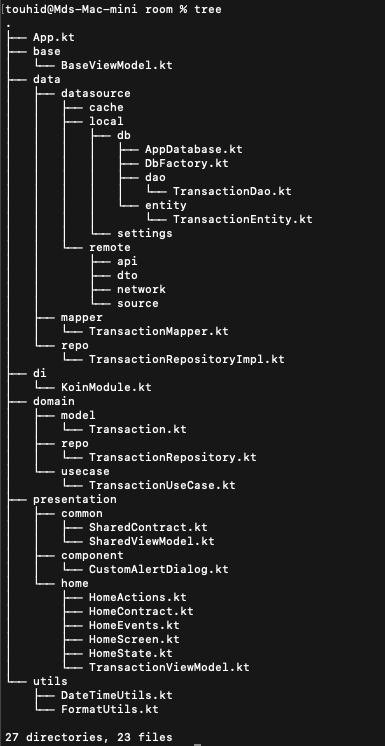 touhid@Mds-Mac-mini room % tree
.
├── App.kt
├── base
│   └── BaseViewModel.kt
├── data
│   ├── datasource
│   │   ├── cache
│   │   ├── local
│   │   │   ├── db
│   │   │   │   ├── AppDatabase.kt
│   │   │   │   ├── DbFactory.kt
│   │   │   │   ├── dao
│   │   │   │   │   └── TransactionDao.kt
│   │   │   │   └── entity
│   │   │   │       └── TransactionEntity.kt
│   │   │   └── settings
│   │   └── remote
│   │       ├── api
│   │       ├── dto
│   │       ├── network
│   │       └── source
│   ├── mapper
│   │   └── TransactionMapper.kt
│   └── repo
│       └── TransactionRepositoryImpl.kt
├── di
│   └── KoinModule.kt
├── domain
│   ├── model
│   │   └── Transaction.kt
│   ├── repo
│   │   └── TransactionRepository.kt
│   └── usecase
│       └── TransactionUseCase.kt
├── presentation
│   ├── common
│   │   ├── SharedContract.kt
│   │   └── SharedViewModel.kt
│   ├── component
│   │   └── CustomAlertDialog.kt
│   └── home
│       ├── HomeActions.kt
│       ├── HomeContract.kt
│       ├── HomeEvents.kt
│       ├── HomeScreen.kt
│       ├── HomeState.kt
│       └── TransactionViewModel.kt
└── utils
    ├── DateTimeUtils.kt
    └── FormatUtils.kt

27 directories, 23 files